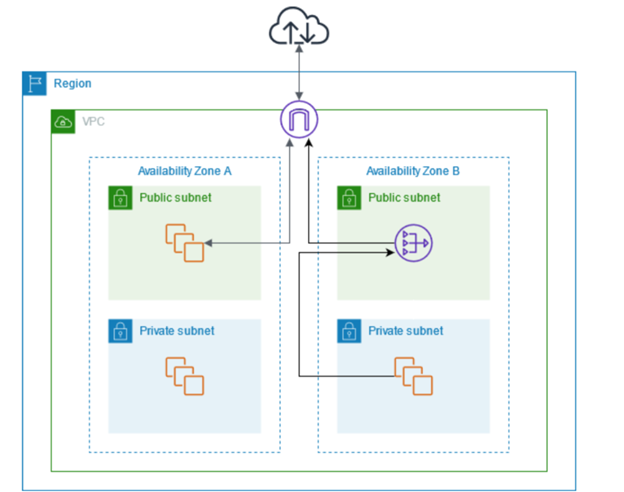 Region
VPC
Availability Zone A
Availability Zone B
Public subnet
Public subnet
Private subnet
Private subnet